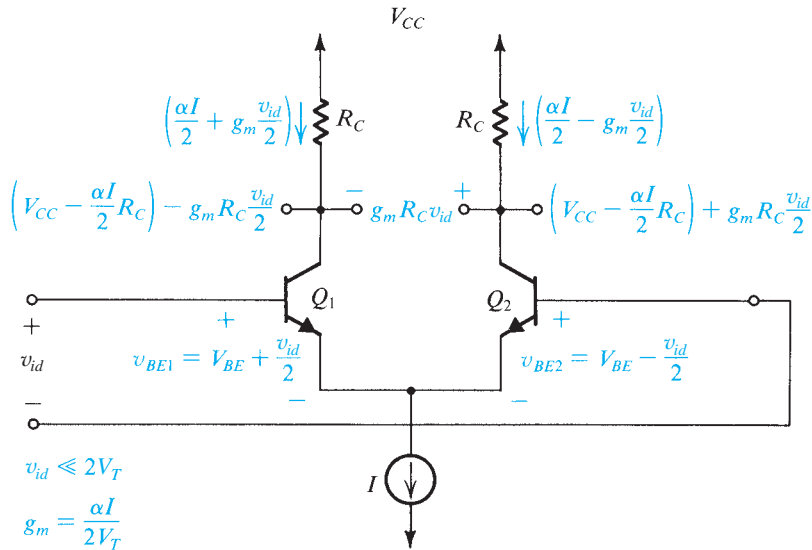 V_CC
(αI/2 + g_m v_id/2) ↓ R_C R_C ↓ (αI/2 − g_m v_id/2)
(V_CC − αI/2 R_C) − g_m R_C v_id/2 − g_m R_C v_id + (V_CC − αI/2 R_C) + g_m R_C v_id/2
Q_1 Q_2
+ + +
v_id v_BE1 = V_BE + v_id/2 v_BE2 = V_BE − v_id/2
− − −
v_id ≪ 2V_T
I
g_m = αI/2V_T